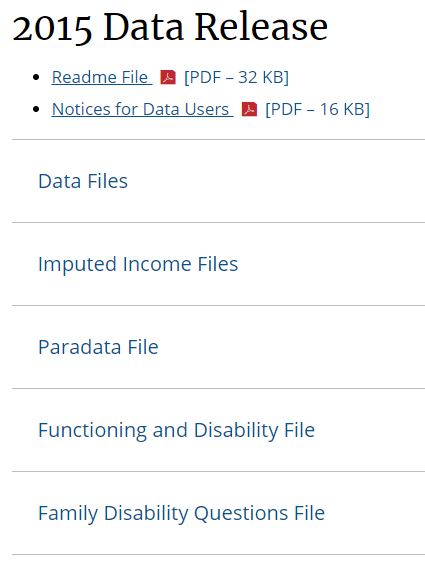 2015 Data Release
Readme File [PDF – 32 KB]
Notices for Data Users [PDF – 16 KB]
Data Files
Imputed Income Files
Paradata File
Functioning and Disability File
Family Disability Questions File